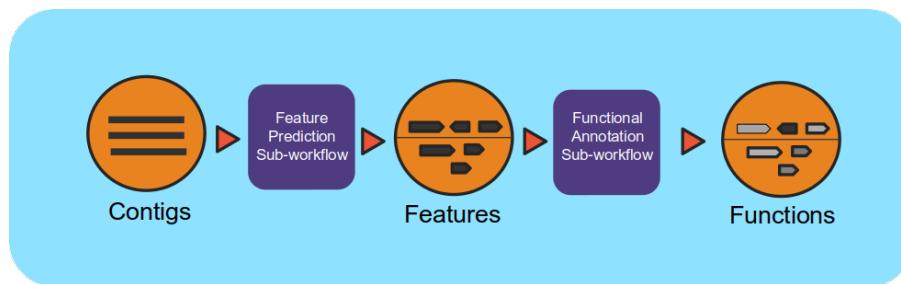 Feature
Prediction
Sub-workflow
Functional
Annotation
Sub-workflow
Contigs
Features
Functions